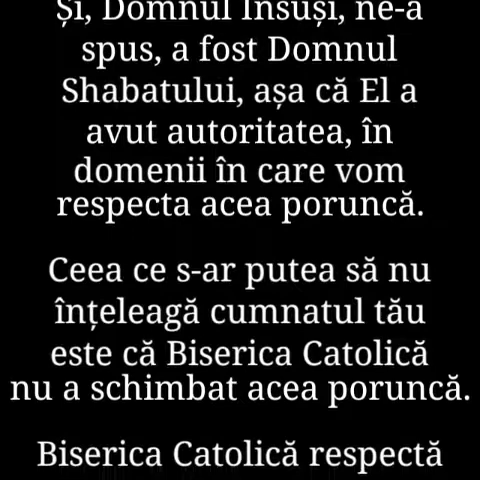 Și, Domnul Însuși, ne-a
spus, a fost Domnul
Shabatului, așa că El a
avut autoritatea, în
domenii în care vom
respecta acea poruncă.
Ceea ce s-ar putea să nu
înțeleagă cumnatul tău
este că Biserica Catolică
nu a schimbat acea poruncă.
Biserica Catolică respectă